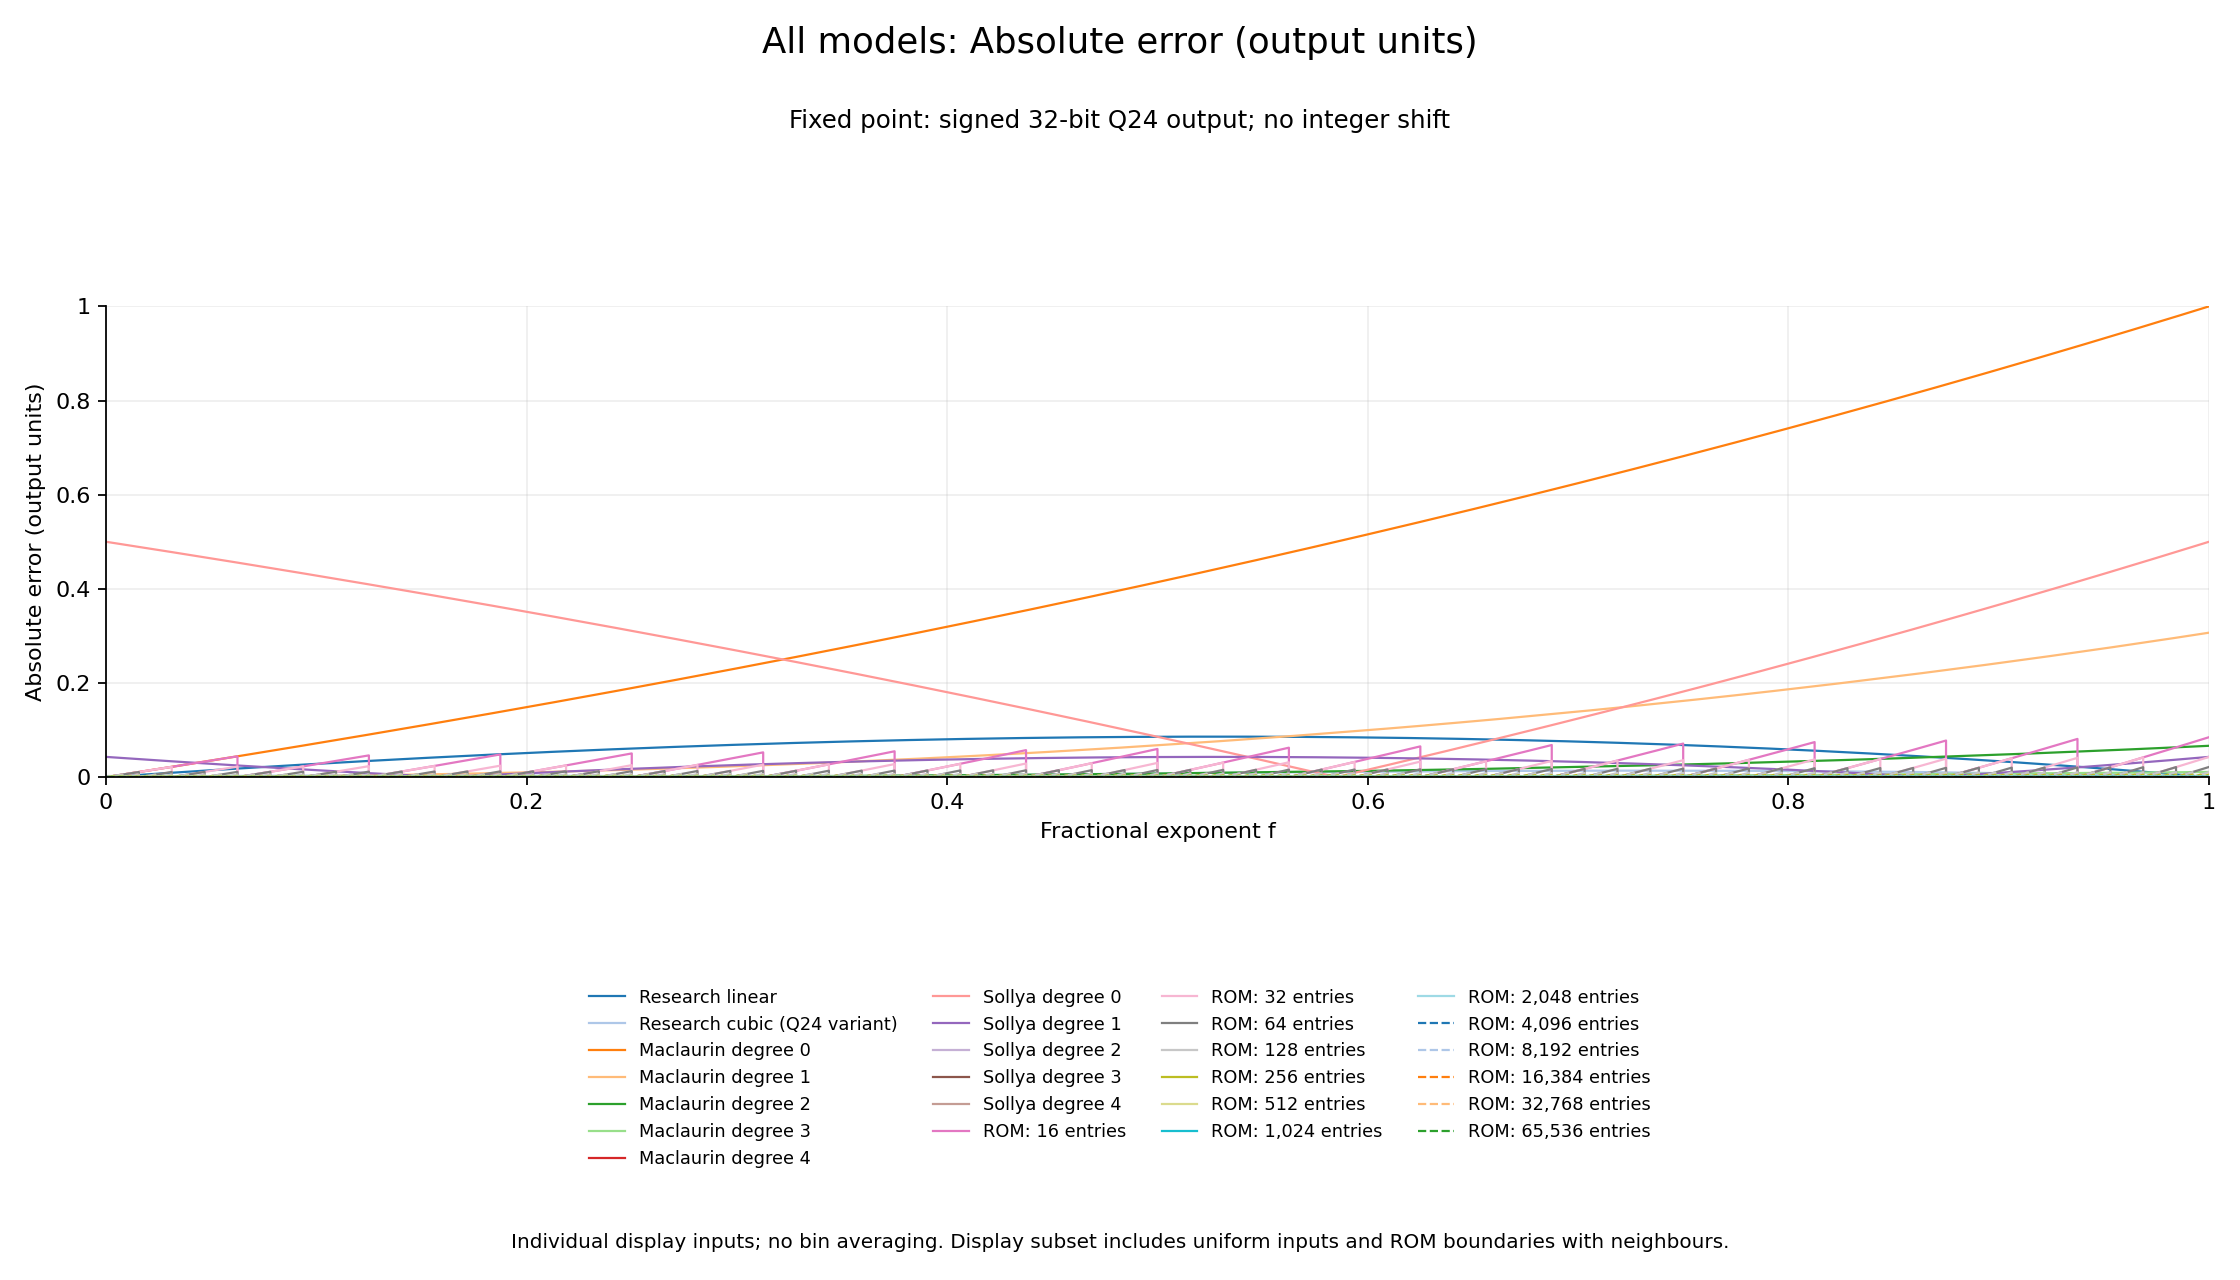 All models: Absolute error (output units)
Fixed point: signed 32-bit Q24 output; no integer shift
Absolute error (output units)
1
0.8
0.6
0.4
0.2
0
0 0.2 0.4 0.6 0.8 1
Fractional exponent f
Research linear
Research cubic (Q24 variant)
Maclaurin degree 0
Maclaurin degree 1
Maclaurin degree 2
Maclaurin degree 3
Maclaurin degree 4
Sollya degree 0
Sollya degree 1
Sollya degree 2
Sollya degree 3
Sollya degree 4
ROM: 16 entries
ROM: 32 entries
ROM: 64 entries
ROM: 128 entries
ROM: 256 entries
ROM: 512 entries
ROM: 1,024 entries
ROM: 2,048 entries
ROM: 4,096 entries
ROM: 8,192 entries
ROM: 16,384 entries
ROM: 32,768 entries
ROM: 65,536 entries
Individual display inputs; no bin averaging. Display subset includes uniform inputs and ROM boundaries with neighbours.